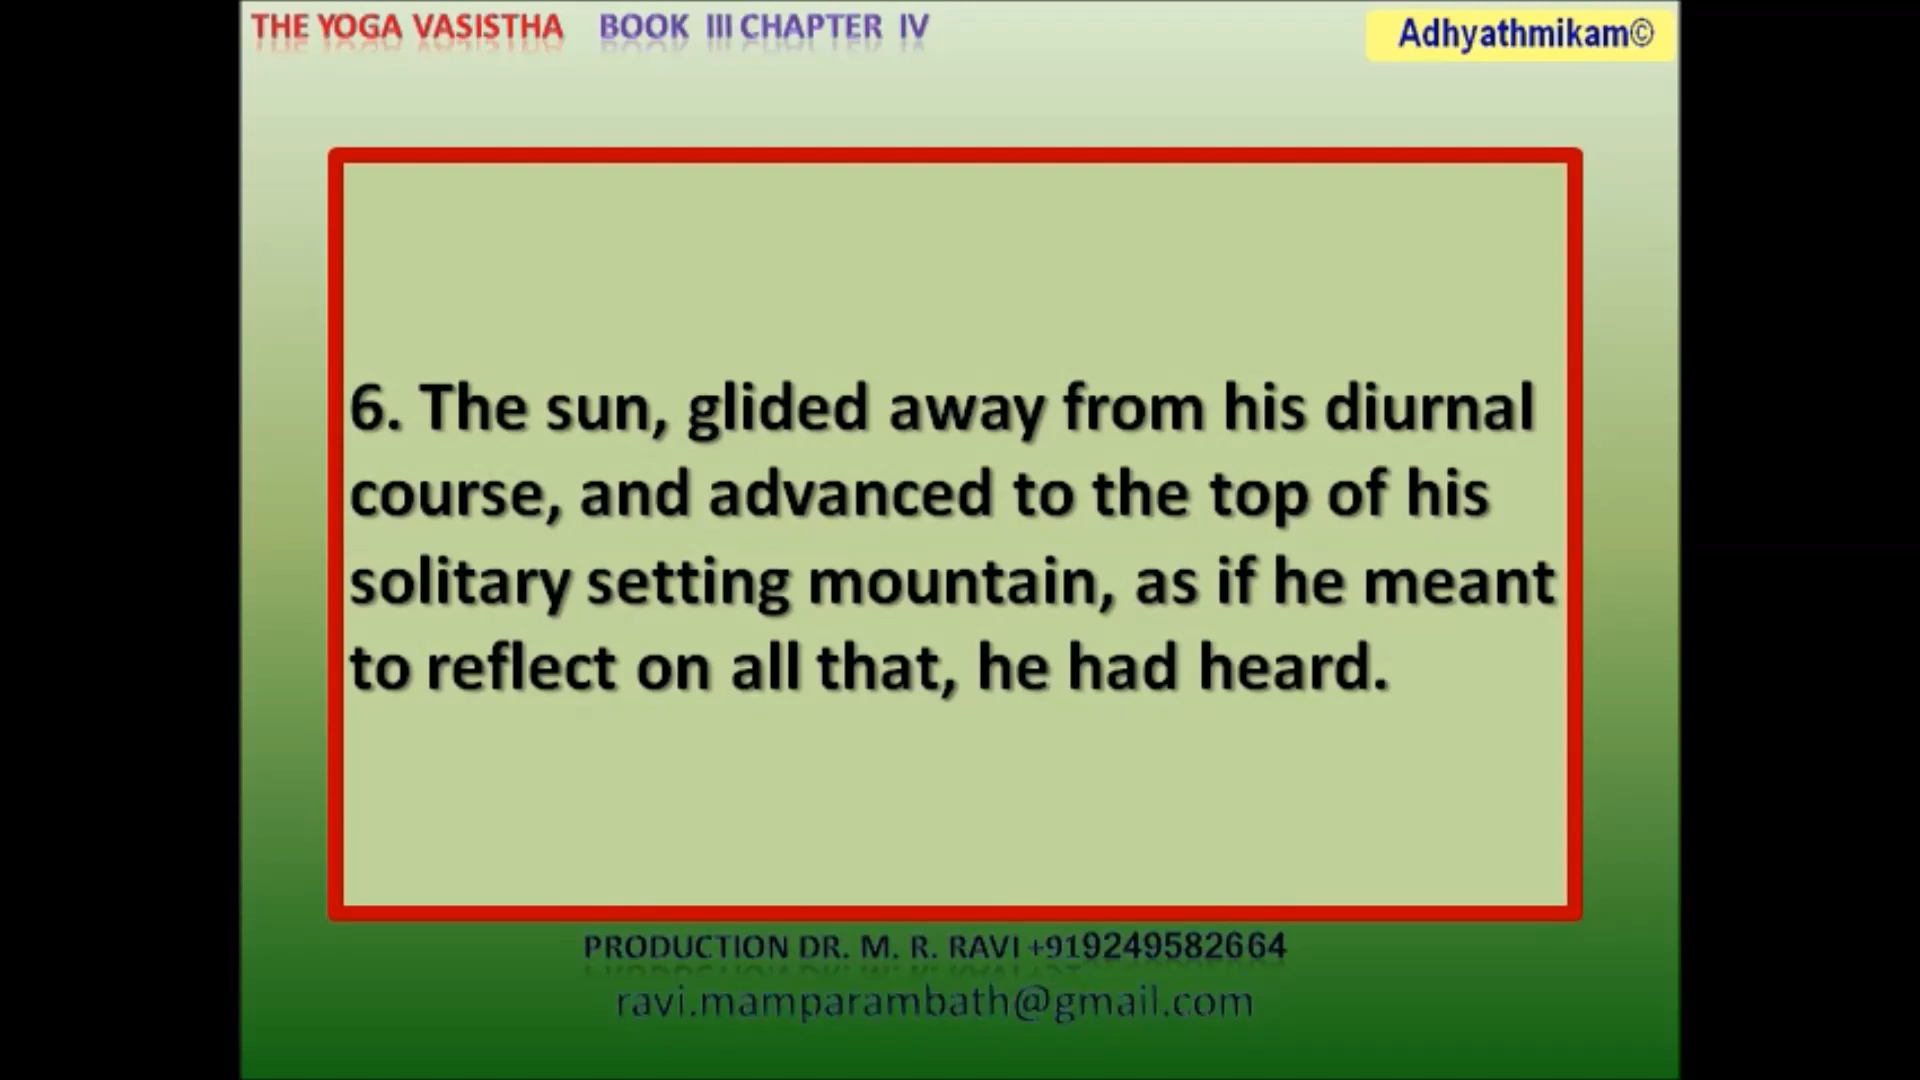 THE YOGA VASISTHA BOOK III CHAPTER IV
Adhyathmikam©
6. The sun, glided away from his diurnal
course, and advanced to the top of his
solitary setting mountain, as if he meant
to reflect on all that, he had heard.
PRODUCTION DR. M. R. RAVI +919249582664
ravi.mamparambath@gmail.com